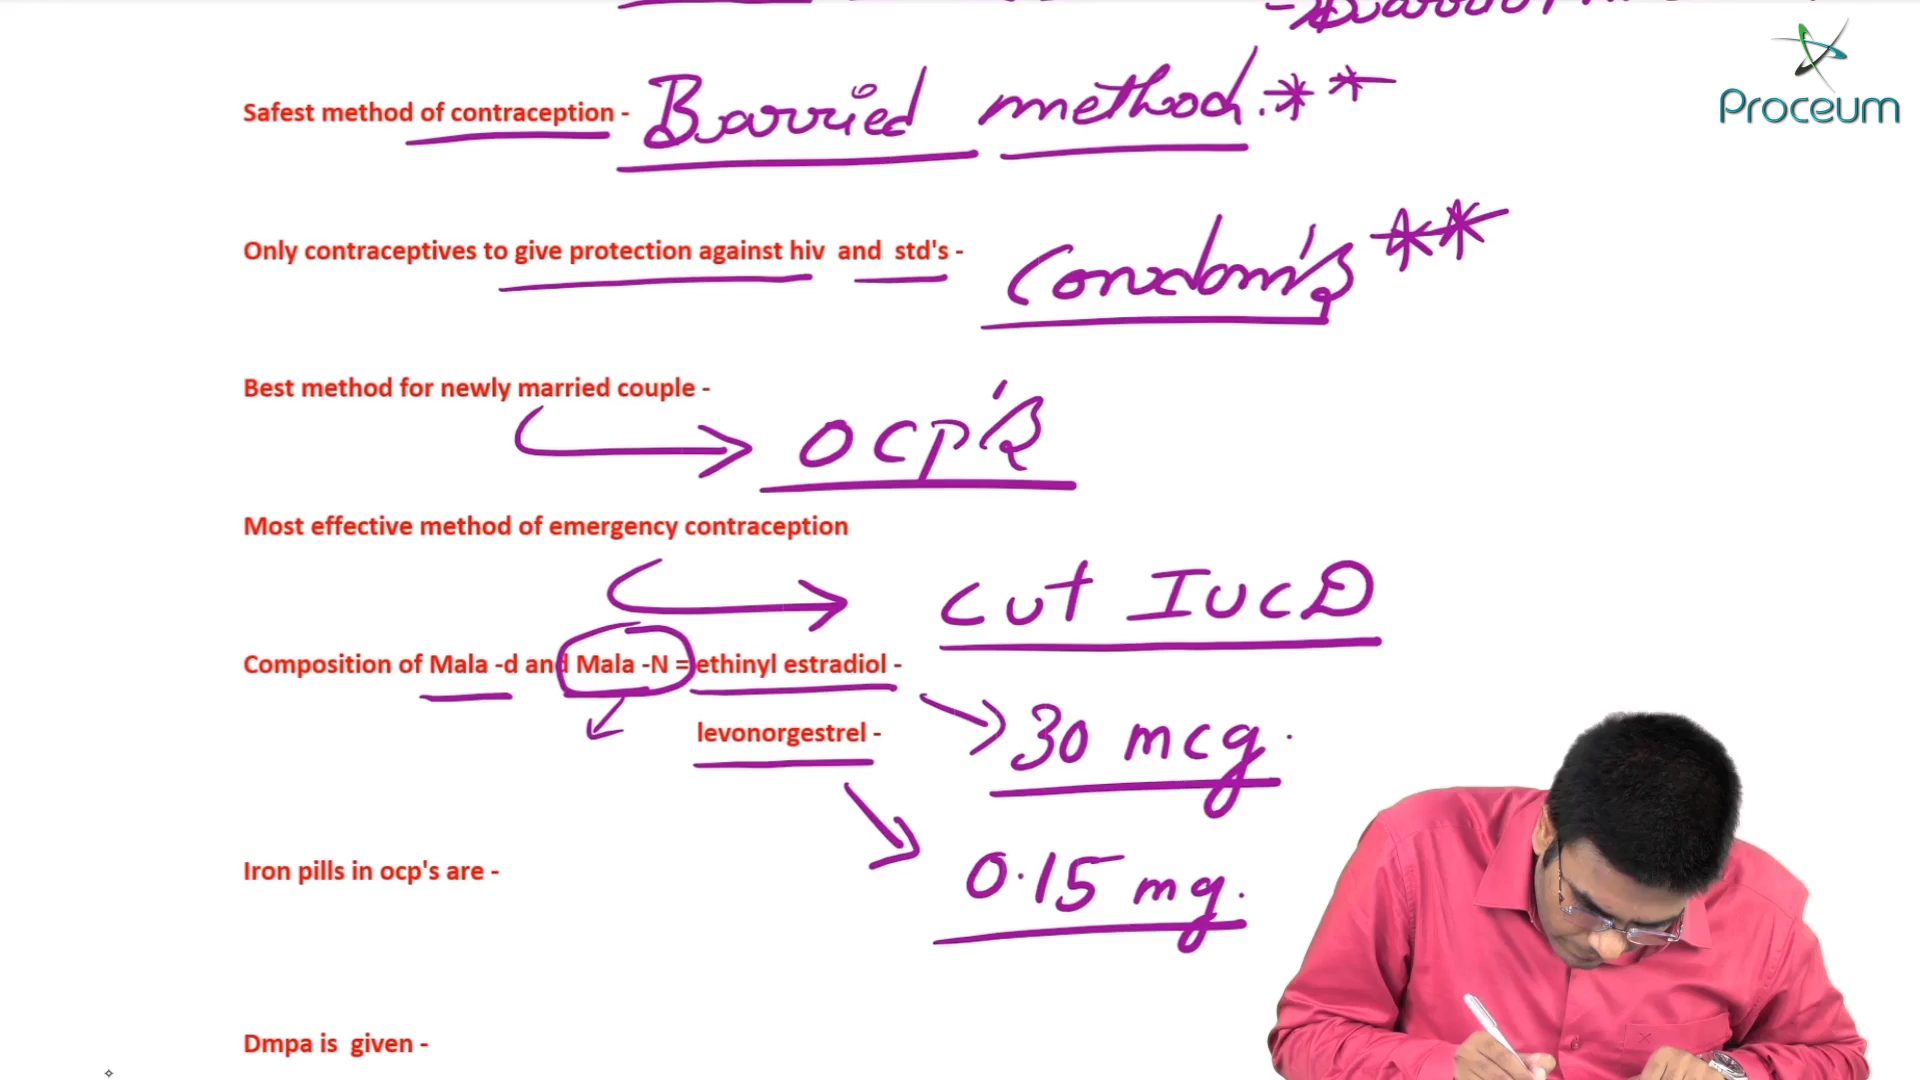 Proceum
Safest method of contraception - Barried method.**
Only contraceptives to give protection against hiv and std's - Condom's**
Best method for newly married couple -
OCP's
Most effective method of emergency contraception
Cut IUCD
Composition of Mala -d and Mala -N = ethinyl estradiol -
30 mcg.
levonorgestrel -
0.15 mg.
Iron pills in ocp's are -
Dmpa is given -